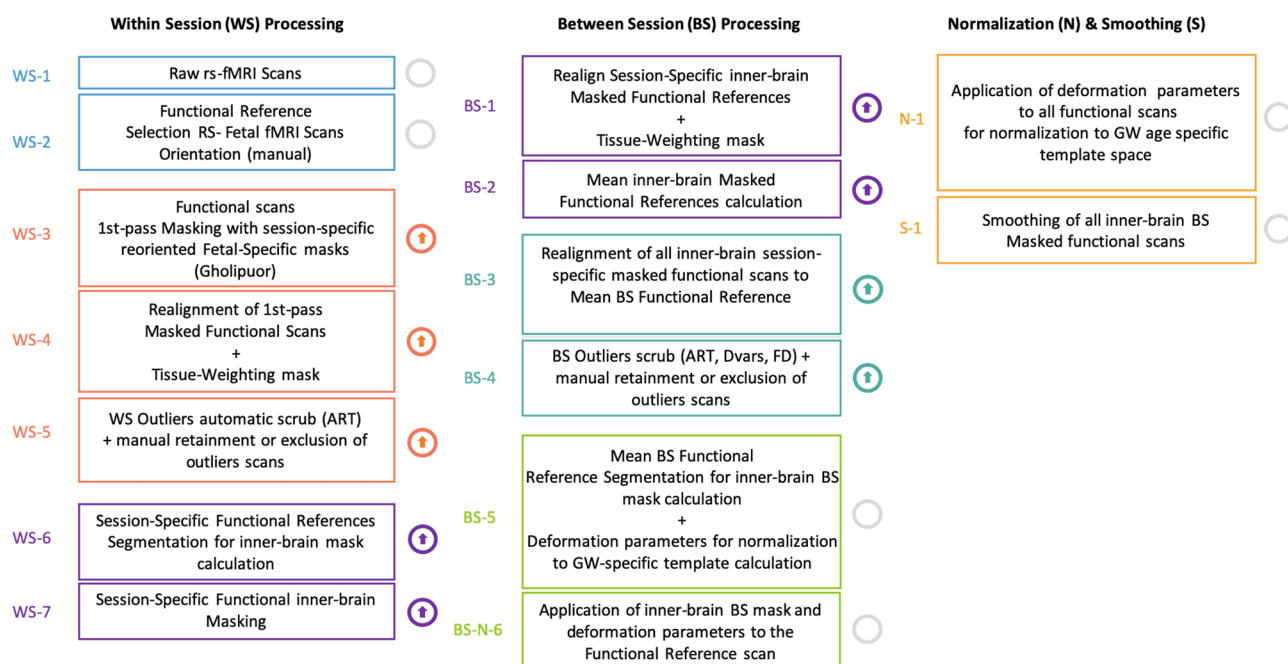 Within Session (WS) Processing
WS-1
Raw rs-fMRI Scans
WS-2
Functional Reference
Selection RS- Fetal fMRI Scans
Orientation (manual)
WS-3
Functional scans
1st-pass Masking with session-specific
reoriented Fetal-Specific masks
(Gholipuor)
WS-4
Realignment of 1st-pass
Masked Functional Scans
+
Tissue-Weighting mask
WS-5
WS Outliers automatic scrub (ART)
+ manual retainment or exclusion of
outliers scans
WS-6
Session-Specific Functional References
Segmentation for inner-brain mask
calculation
WS-7
Session-Specific Functional inner-brain
Masking
Between Session (BS) Processing
BS-1
Realign Session-Specific inner-brain
Masked Functional References
+
Tissue-Weighting mask
BS-2
Mean inner-brain Masked
Functional References calculation
BS-3
Realignment of all inner-brain session-
specific masked functional scans to
Mean BS Functional Reference
BS-4
BS Outliers scrub (ART, Dvars, FD) +
manual retainment or exclusion of
outliers scans
BS-5
Mean BS Functional
Reference Segmentation for inner-brain BS
mask calculation
+
Deformation parameters for normalization
to GW-specific template calculation
BS-N-6
Application of inner-brain BS mask and
deformation parameters to the
Functional Reference scan
Normalization (N) & Smoothing (S)
N-1
Application of deformation parameters
to all functional scans
for normalization to GW age specific
template space
S-1
Smoothing of all inner-brain BS
Masked functional scans